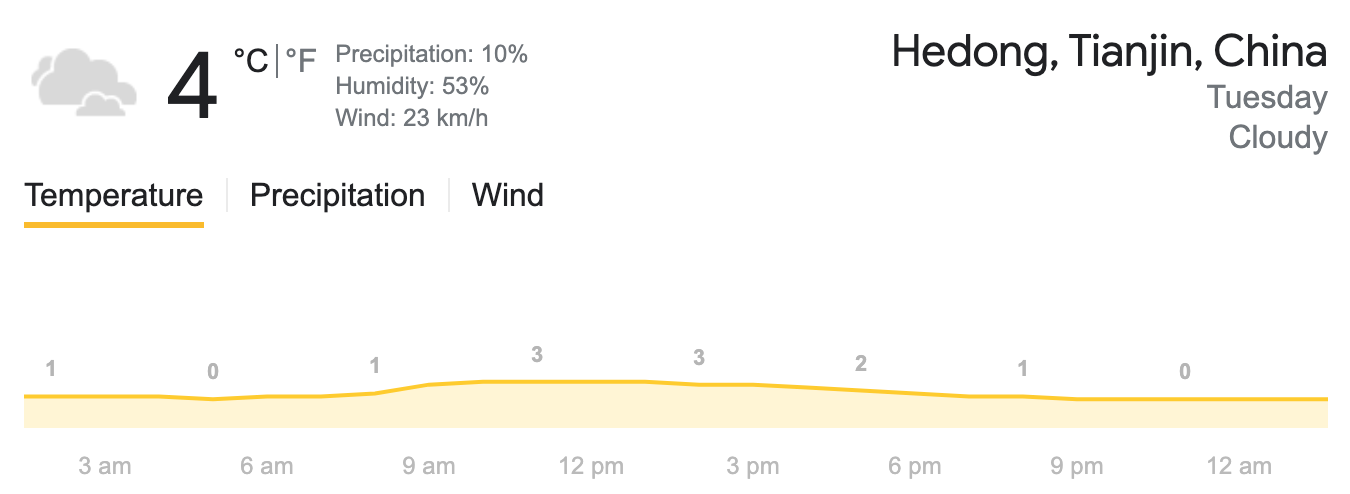 4 °C | °F
Precipitation: 10%
Humidity: 53%
Wind: 23 km/h
Hedong, Tianjin, China
Tuesday
Cloudy
Temperature Precipitation Wind
1 0 1 3 3 2 1 0
3 am 6 am 9 am 12 pm 3 pm 6 pm 9 pm 12 am